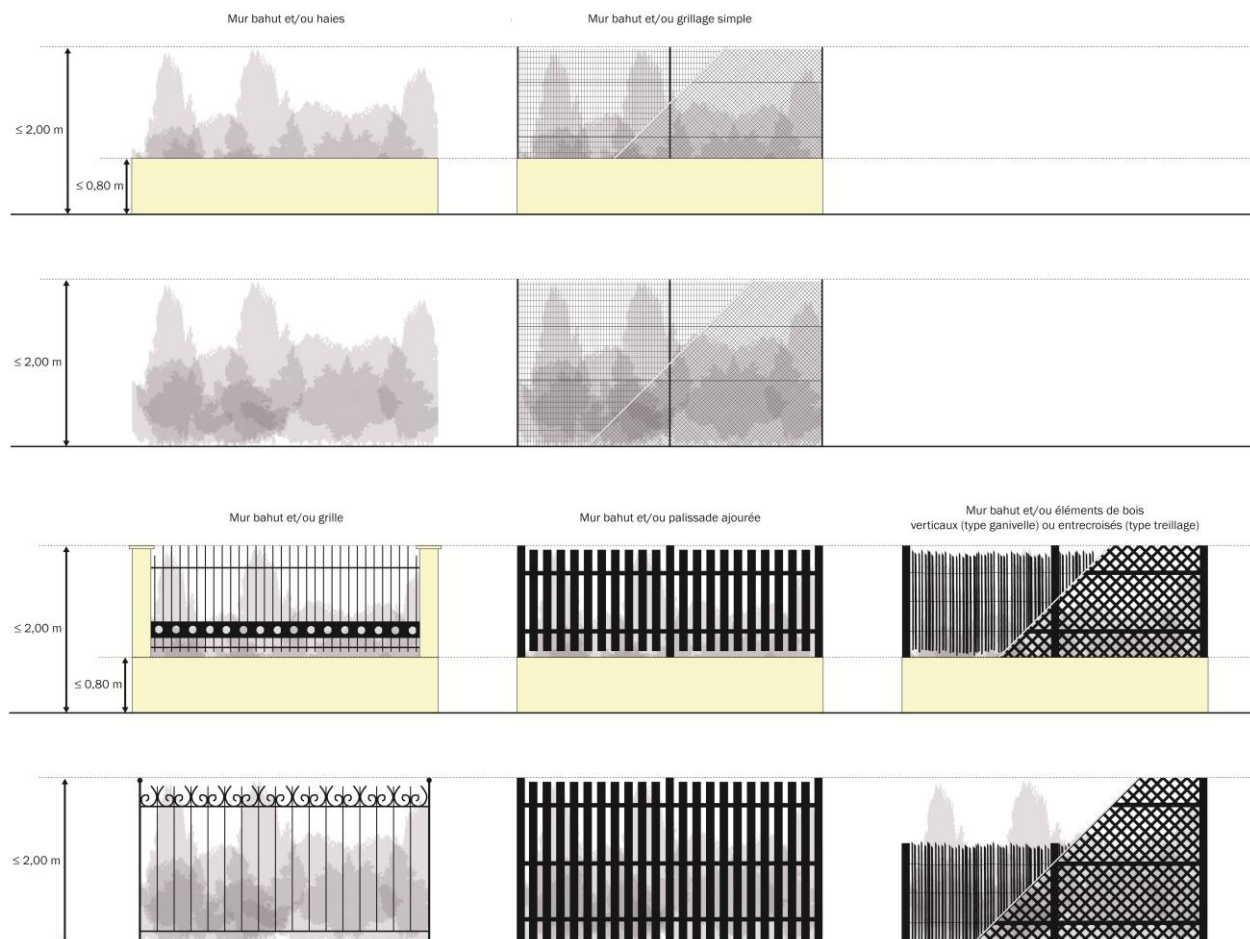 Mur bahut et/ou haies
Mur bahut et/ou grillage simple
≤ 2,00 m
≤ 0,80 m
≤ 2,00 m
Mur bahut et/ou grille
Mur bahut et/ou palissade ajourée
Mur bahut et/ou éléments de bois
verticaux (type ganivelle) ou entrecroisés (type treillage)
≤ 2,00 m
≤ 0,80 m
≤ 2,00 m